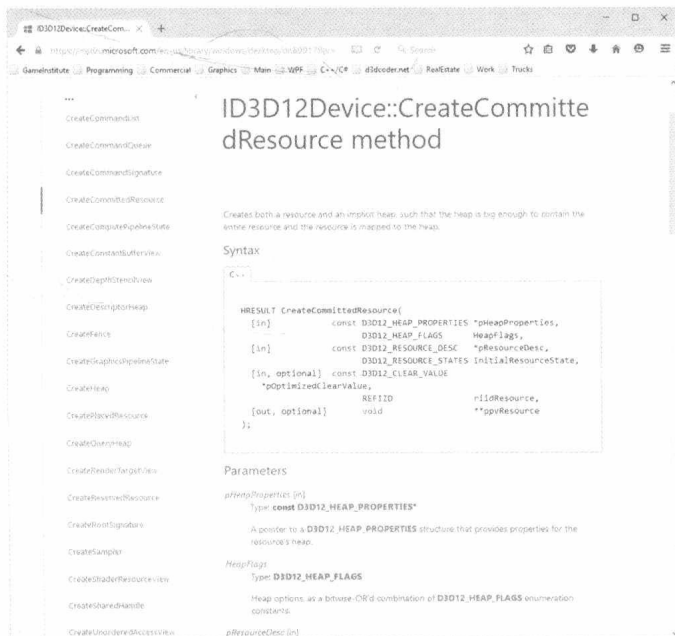 ID3D12Device::CreateCom... × +
microsoft.com
Search
GameInstitute Programming Commercial Graphics Main WPF C++/C# d3dcoder.net RealEstate Work Trucks
...
CreateCommandList
CreateCommandQueue
CreateCommandSignature
CreateCommittedResource
CreateComputePipelineState
CreateConstantBufferView
CreateDepthStencilView
CreateDescriptorHeap
CreateFence
CreateGraphicsPipelineState
CreateHeap
CreatePlacedResource
CreateQueryHeap
CreateRenderTargetView
CreateReservedResource
CreateRootSignature
CreateSampler
CreateShaderResourceView
CreateSharedHandle
CreateUnorderedAccessView
ID3D12Device::CreateCommitte
dResource method
Creates both a resource and an implicit heap, such that the heap is big enough to contain the
entire resource and the resource is mapped to the heap.
Syntax
C++
HRESULT CreateCommittedResource(
[in] const D3D12_HEAP_PROPERTIES *pHeapProperties,
D3D12_HEAP_FLAGS HeapFlags,
[in] const D3D12_RESOURCE_DESC *pResourceDesc,
D3D12_RESOURCE_STATES InitialResourceState,
[in, optional] const D3D12_CLEAR_VALUE
*pOptimizedClearValue,
REFIID riidResource,
[out, optional] void **ppvResource
);
Parameters
pHeapProperties [in]
Type: const D3D12_HEAP_PROPERTIES*
A pointer to a D3D12_HEAP_PROPERTIES structure that provides properties for the
resource's heap.
HeapFlags
Type: D3D12_HEAP_FLAGS
Heap options, as a bitwise-OR'd combination of D3D12_HEAP_FLAGS enumeration
constants.
pResourceDesc [in]